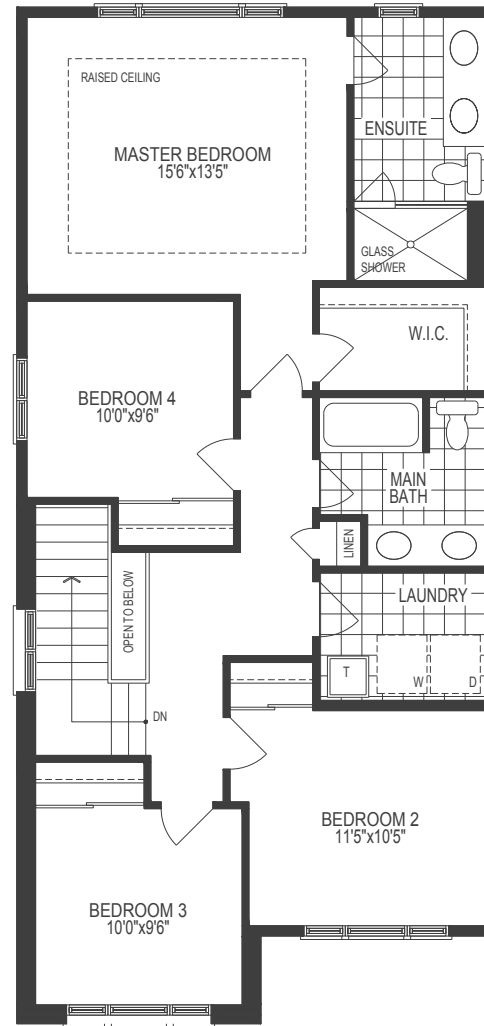 RAISED CEILING
MASTER BEDROOM
15'6"x13'5"
ENSUITE
GLASS
SHOWER
W.I.C.
BEDROOM 4
10'0"x9'6"
MAIN
BATH
LINEN
OPEN TO BELOW
LAUNDRY
T
W
D
DN
BEDROOM 2
11'5"x10'5"
BEDROOM 3
10'0"x9'6"